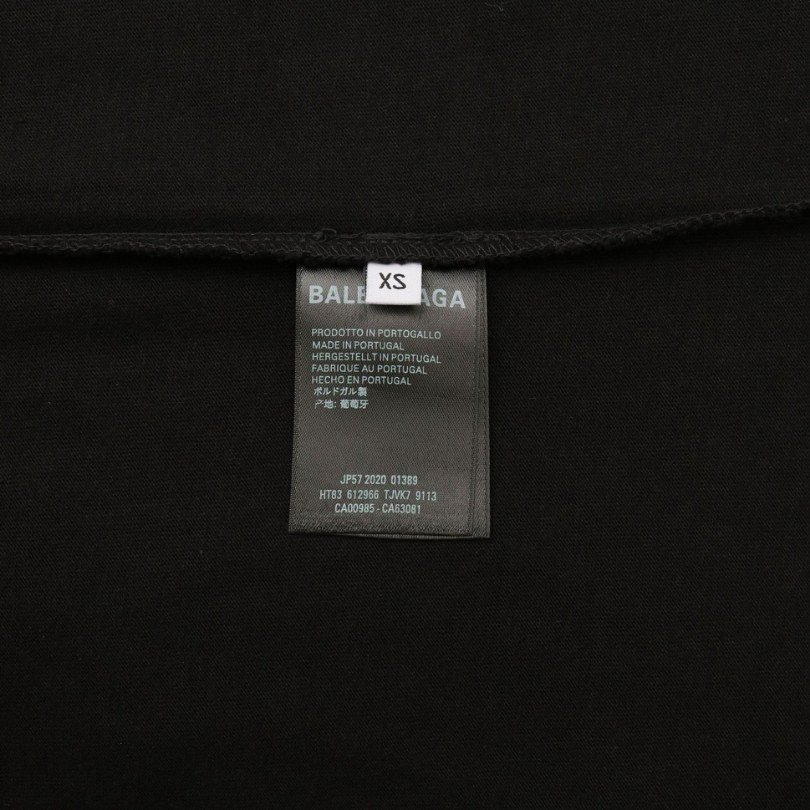 XS
BALE AGA
PRODOTTO IN PORTOGALLO
MADE IN PORTUGAL
HERGESTELLT IN PORTUGAL
FABRIQUE AU PORTUGAL
HECHO EN PORTUGAL
ポルトガル製
产地: 葡萄牙
JP57 2020 01389
HT83 612966 TJVK7 9113
CA00985 - CA63081